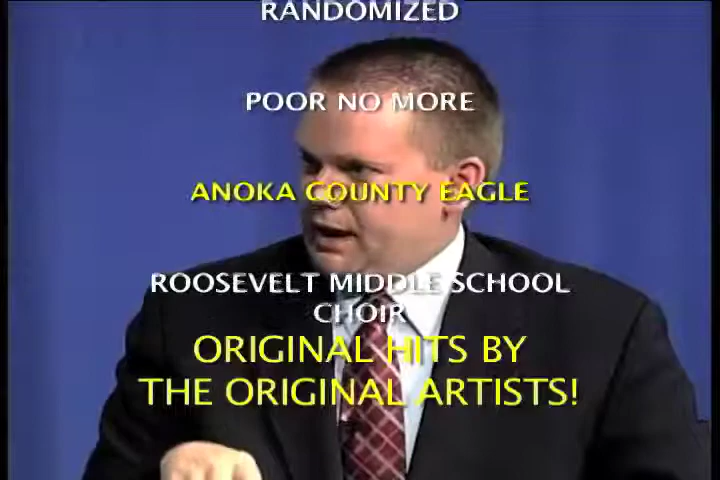 RANDOMIZED
POOR NO MORE
ANOKA COUNTY EAGLE
ROOSEVELT MIDDLE SCHOOL
CHOIR
ORIGINAL HITS BY
THE ORIGINAL ARTISTS!